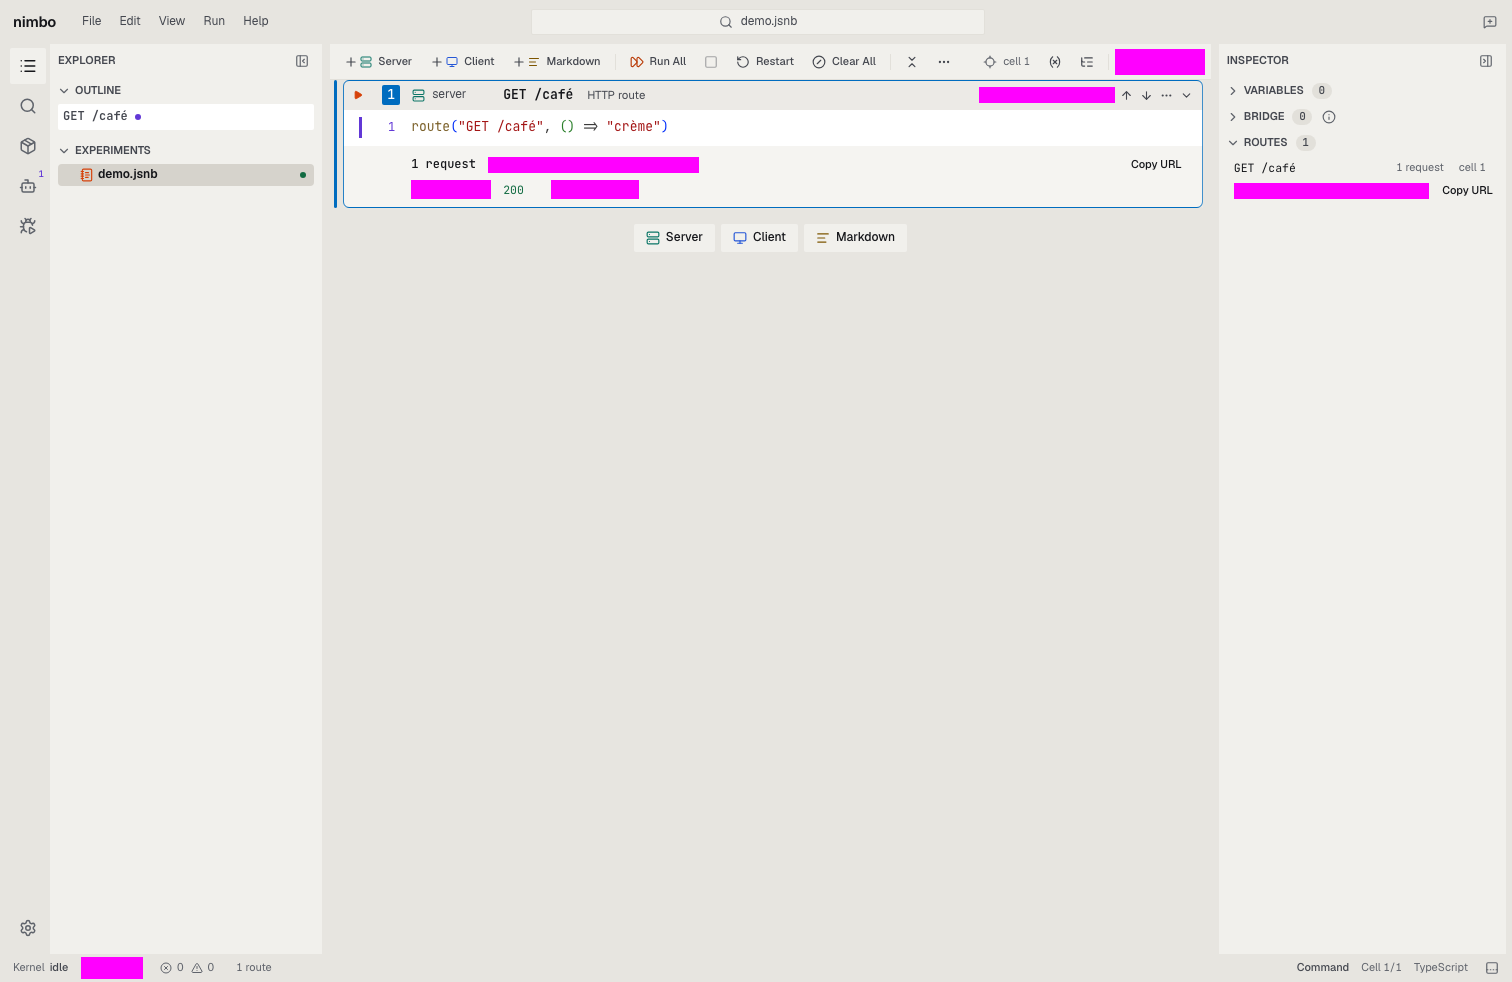 nimbo File Edit View Run Help demo.jsnb
EXPLORER
OUTLINE
GET /café
EXPERIMENTS
demo.jsnb
1
Server Client Markdown Run All Restart Clear All cell 1
1 server GET /café HTTP route
1 route("GET /café", () => "crème")
1 request Copy URL
200
Server Client Markdown
INSPECTOR
VARIABLES 0
BRIDGE 0
ROUTES 1
GET /café 1 request cell 1
Copy URL
Kernel idle 0 0 1 route Command Cell 1/1 TypeScript